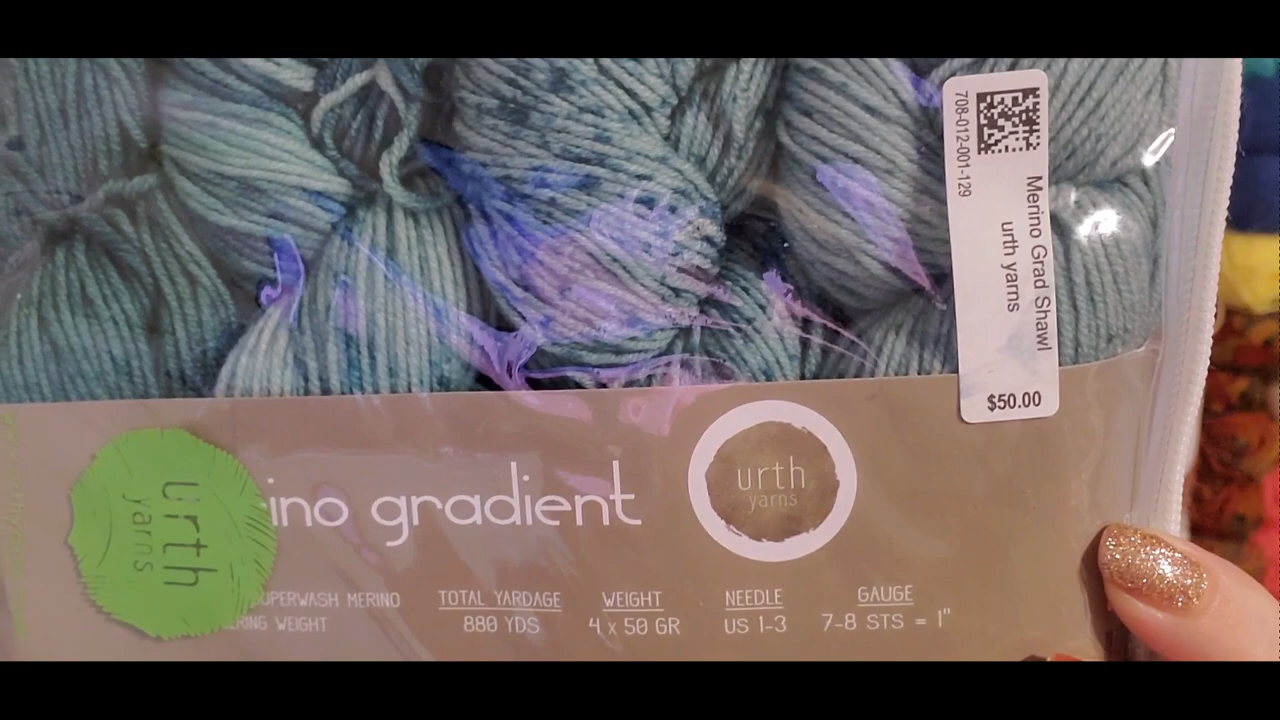 708-012-001-129
Merino Grad Shawl
urth yarns
$50.00
urth
yarns
ino gradient
urth
yarns
UPERWASH MERINO
ERING WEIGHT
TOTAL YARDAGE
880 YDS
WEIGHT
4 x 50 GR
NEEDLE
US 1-3
GAUGE
7-8 STS = 1"